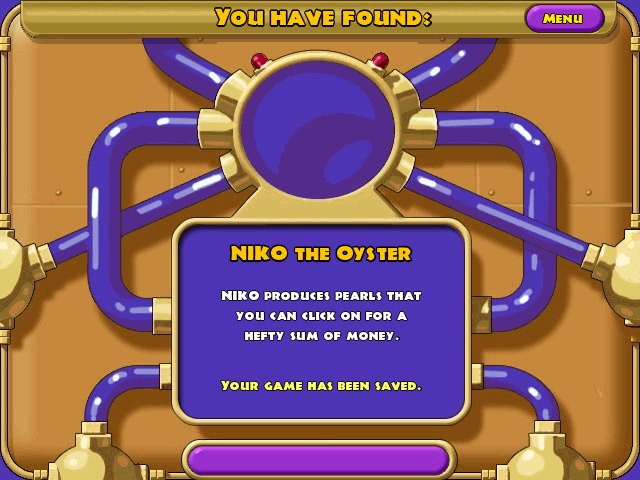 You have found:
Menu
Niko the Oyster
Niko produces pearls that
you can click on for a
hefty sum of money.
Your game has been saved.